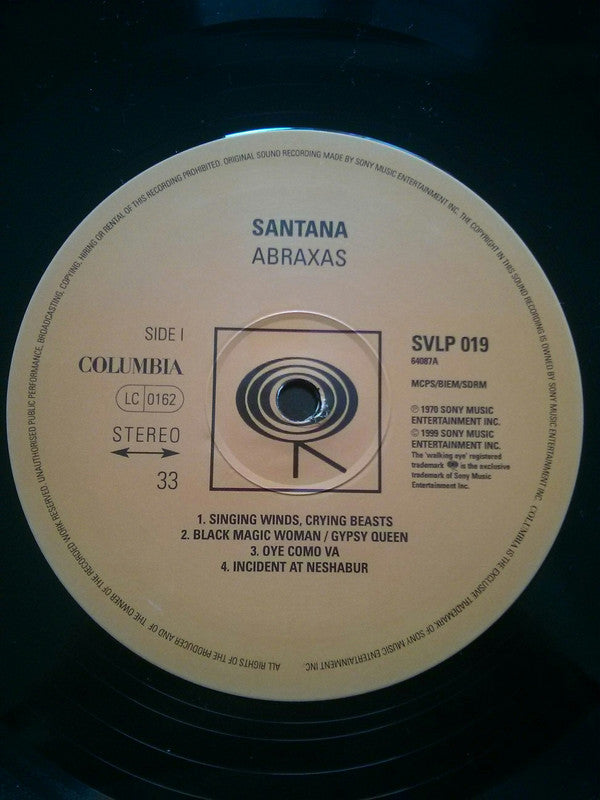 SANTANA
ABRAXAS
SIDE I
COLUMBIA
LC 0162
STEREO
33
SVLP 019
64087A
MCPS/BIEM/SDRM
℗ 1970 SONY MUSIC
ENTERTAINMENT INC.
© 1999 SONY MUSIC
ENTERTAINMENT INC.
The 'walking eye' registered
trademark is the exclusive
trademark of Sony Music
Entertainment Inc.
1. SINGING WINDS, CRYING BEASTS
2. BLACK MAGIC WOMAN / GYPSY QUEEN
3. OYE COMO VA
4. INCIDENT AT NESHABUR
ALL RIGHTS OF THE PRODUCER AND OF THE OWNER OF THE RECORDED WORK RESERVED. UNAUTHORISED PUBLIC PERFORMANCE, BROADCASTING, COPYING, HIRING OR RENTAL OF THIS RECORDING PROHIBITED. ORIGINAL SOUND RECORDING MADE BY SONY MUSIC ENTERTAINMENT INC. THE COPYRIGHT IN THIS SOUND RECORDING IS OWNED BY SONY MUSIC ENTERTAINMENT INC. COLUMBIA IS THE EXCLUSIVE TRADEMARK OF SONY MUSIC ENTERTAINMENT INC.